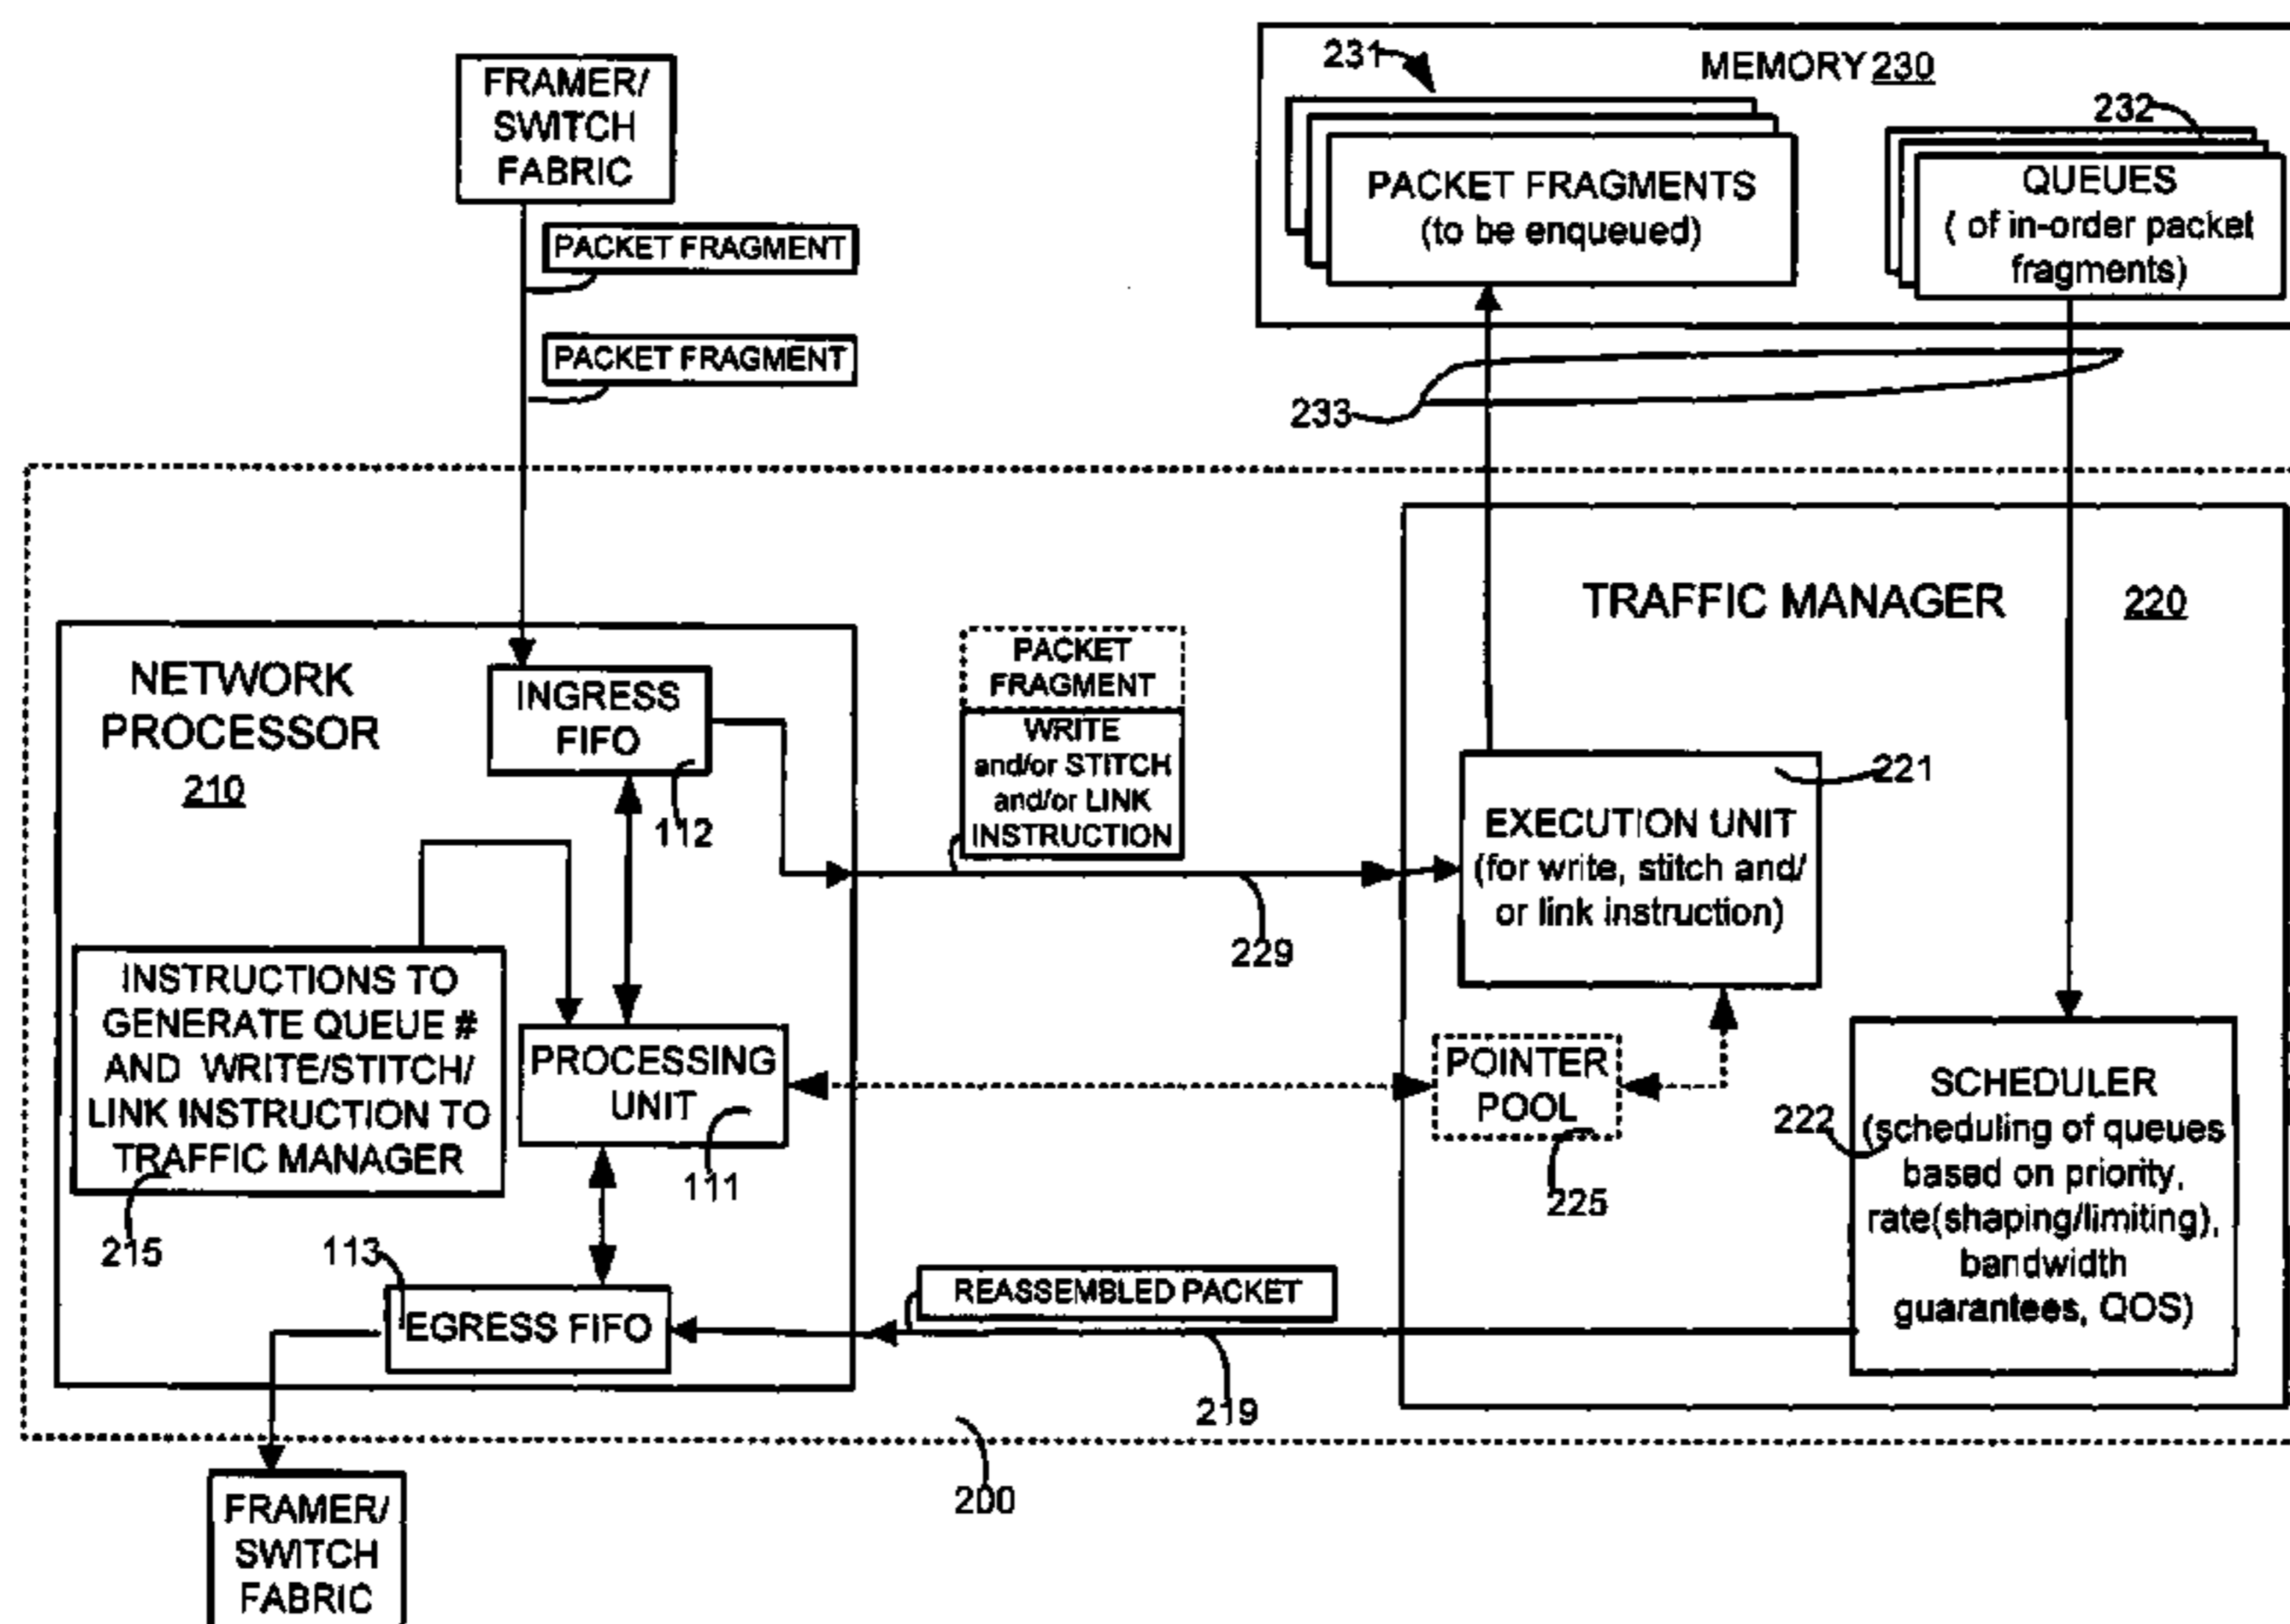 FRAMER/
SWITCH
FABRIC
PACKET FRAGMENT
PACKET FRAGMENT
231
MEMORY 230
232
PACKET FRAGMENTS
(to be enqueued)
QUEUES
( of in-order packet
fragments)
233
NETWORK
PROCESSOR
210
INGRESS
FIFO
112
PACKET
FRAGMENT
WRITE
and/or STITCH
and/or LINK
INSTRUCTION
229
TRAFFIC MANAGER 220
221
EXECUTION UNIT
(for write, stitch and/
or link instruction)
INSTRUCTIONS TO
GENERATE QUEUE #
AND WRITE/STITCH/
LINK INSTRUCTION TO
TRAFFIC MANAGER
215
PROCESSING
UNIT
111
POINTER
POOL
225
222
SCHEDULER
(scheduling of queues
based on priority,
rate(shaping/limiting),
bandwidth
guarantees, QOS)
113
EGRESS FIFO
REASSEMBLED PACKET
219
200
FRAMER/
SWITCH
FABRIC